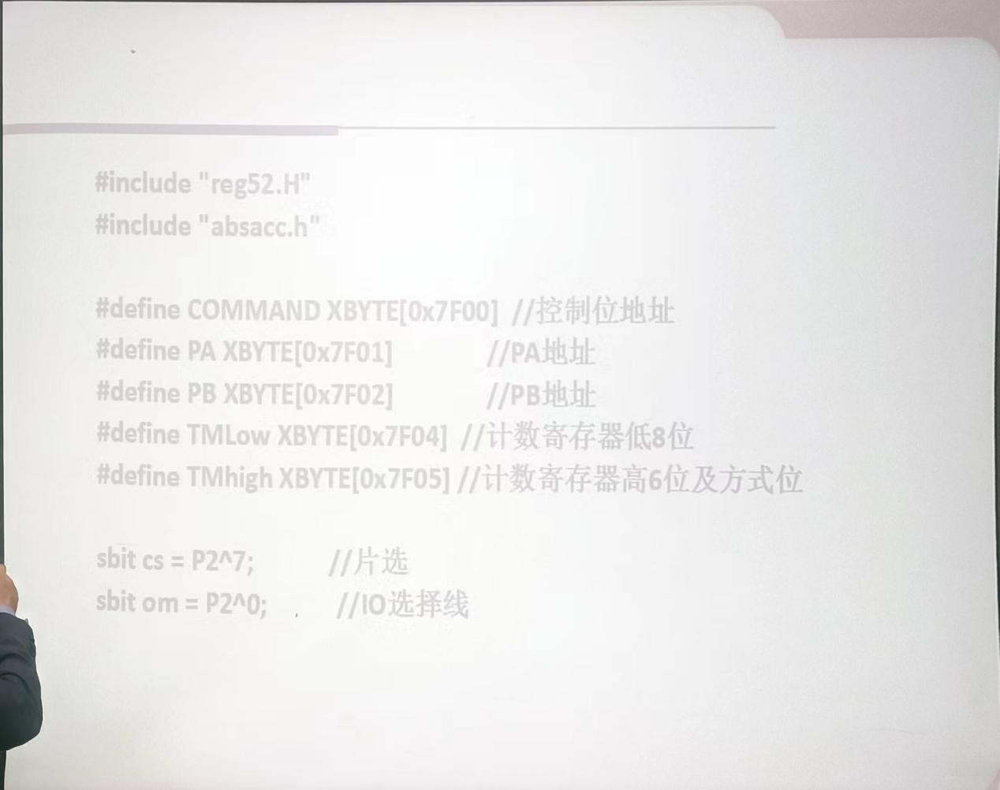 #include "reg52.H"
#include "absacc.h"
#define COMMAND XBYTE[0x7F00] //控制位地址
#define PA XBYTE[0x7F01] //PA地址
#define PB XBYTE[0x7F02] //PB地址
#define TMLow XBYTE[0x7F04] //计数寄存器低8位
#define TMhigh XBYTE[0x7F05] //计数寄存器高6位及方式位
sbit cs = P2^7; //片选
sbit om = P2^0; //IO选择线